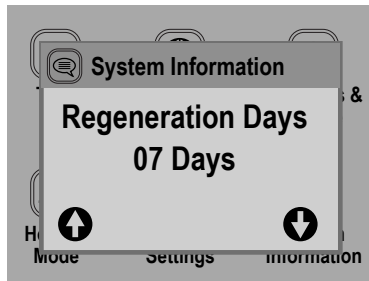 System Information
Regeneration Days
07 Days
&
Mode
Settings
Information